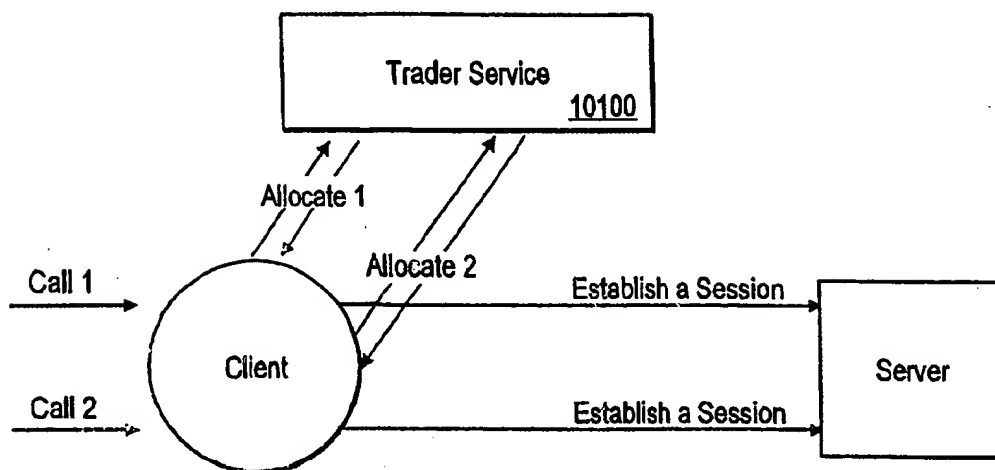 Trader Service
10100
Allocate 1
Allocate 2
Call 1
Establish a Session
Client
Server
Call 2
Establish a Session